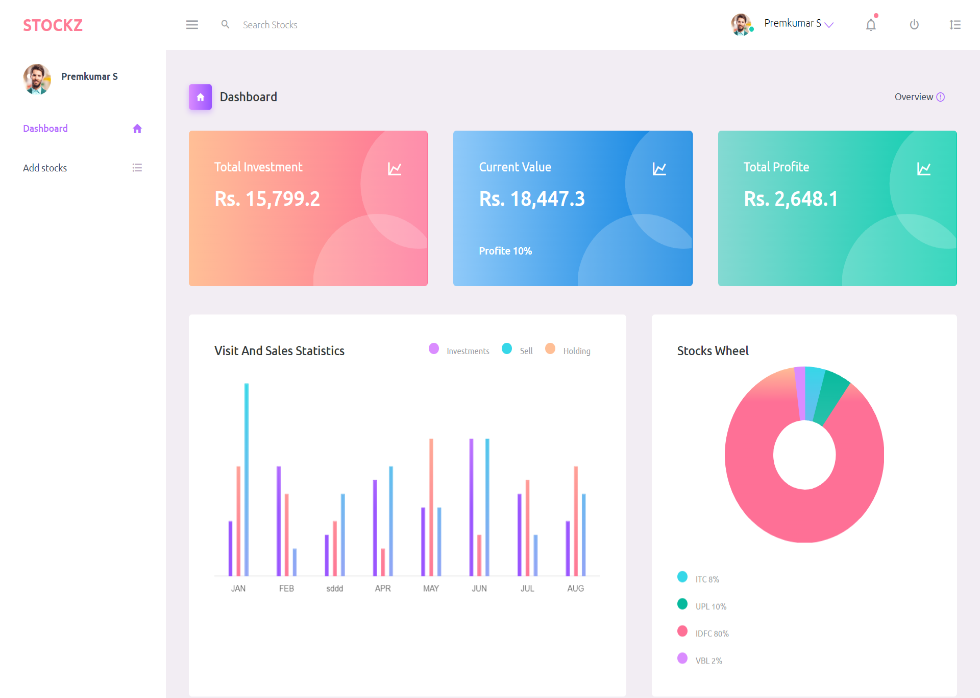 STOCKZ
Search Stocks
Premkumar S
Premkumar S
Dashboard
Add stocks
Dashboard
Overview
Total Investment
Rs. 15,799.2
Current Value
Rs. 18,447.3
Profite 10%
Total Profite
Rs. 2,648.1
Visit And Sales Statistics
Investments Sell Holding
JAN FEB sddd APR MAY JUN JUL AUG
Stocks Wheel
ITC 8%
UPL 10%
IDFC 80%
VBL 2%